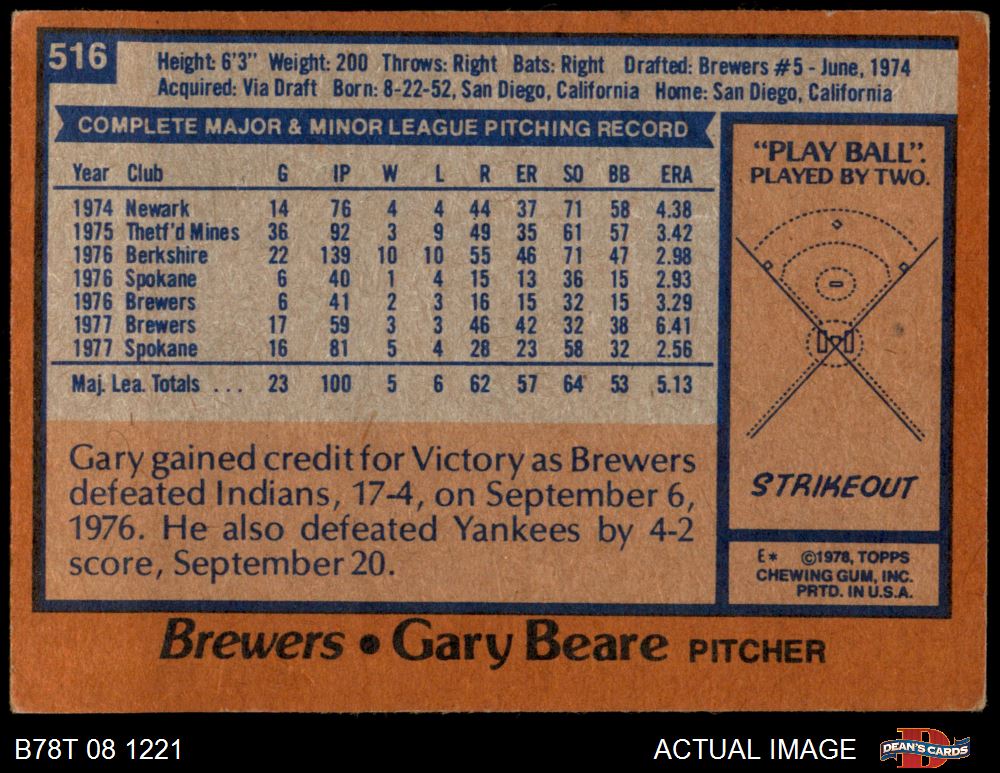 516
Height: 6'3" Weight: 200 Throws: Right Bats: Right Drafted: Brewers #5 - June, 1974
Acquired: Via Draft Born: 8-22-52, San Diego, California Home: San Diego, California
COMPLETE MAJOR & MINOR LEAGUE PITCHING RECORD
Year Club G IP W L R ER SO BB ERA
1974 Newark 14 76 4 4 44 37 71 58 4.38
1975 Thetf'd Mines 36 92 3 9 49 35 61 57 3.42
1976 Berkshire 22 139 10 10 55 46 71 47 2.98
1976 Spokane 6 40 1 4 15 13 36 15 2.93
1976 Brewers 6 41 2 3 16 15 32 15 3.29
1977 Brewers 17 59 3 3 46 42 32 38 6.41
1977 Spokane 16 81 5 4 28 23 58 32 2.56
Maj. Lea. Totals ... 23 100 5 6 62 57 64 53 5.13
Gary gained credit for Victory as Brewers
defeated Indians, 17-4, on September 6,
1976. He also defeated Yankees by 4-2
score, September 20.
"PLAY BALL".
PLAYED BY TWO.
STRIKEOUT
E* ©1978, TOPPS
CHEWING GUM, INC.
PRTD. IN U.S.A.
Brewers • Gary Beare PITCHER
B78T 08 1221
ACTUAL IMAGE
DEAN'S CARDS